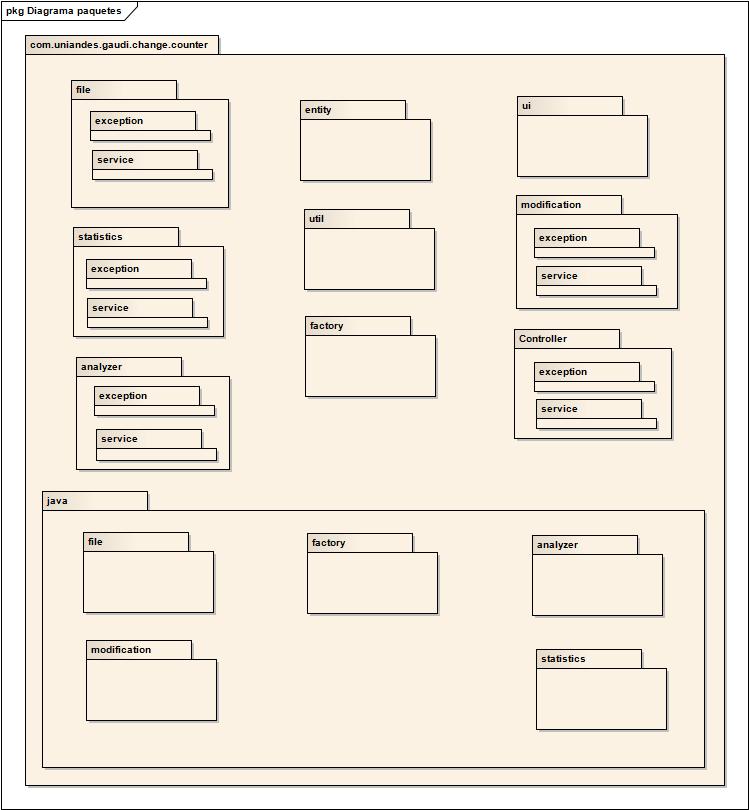 pkg Diagrama paquetes
com.uniandes.gaudi.change.counter
file
exception
service
entity
ui
statistics
exception
service
util
modification
exception
service
analyzer
exception
service
factory
Controller
exception
service
java
file
factory
analyzer
modification
statistics